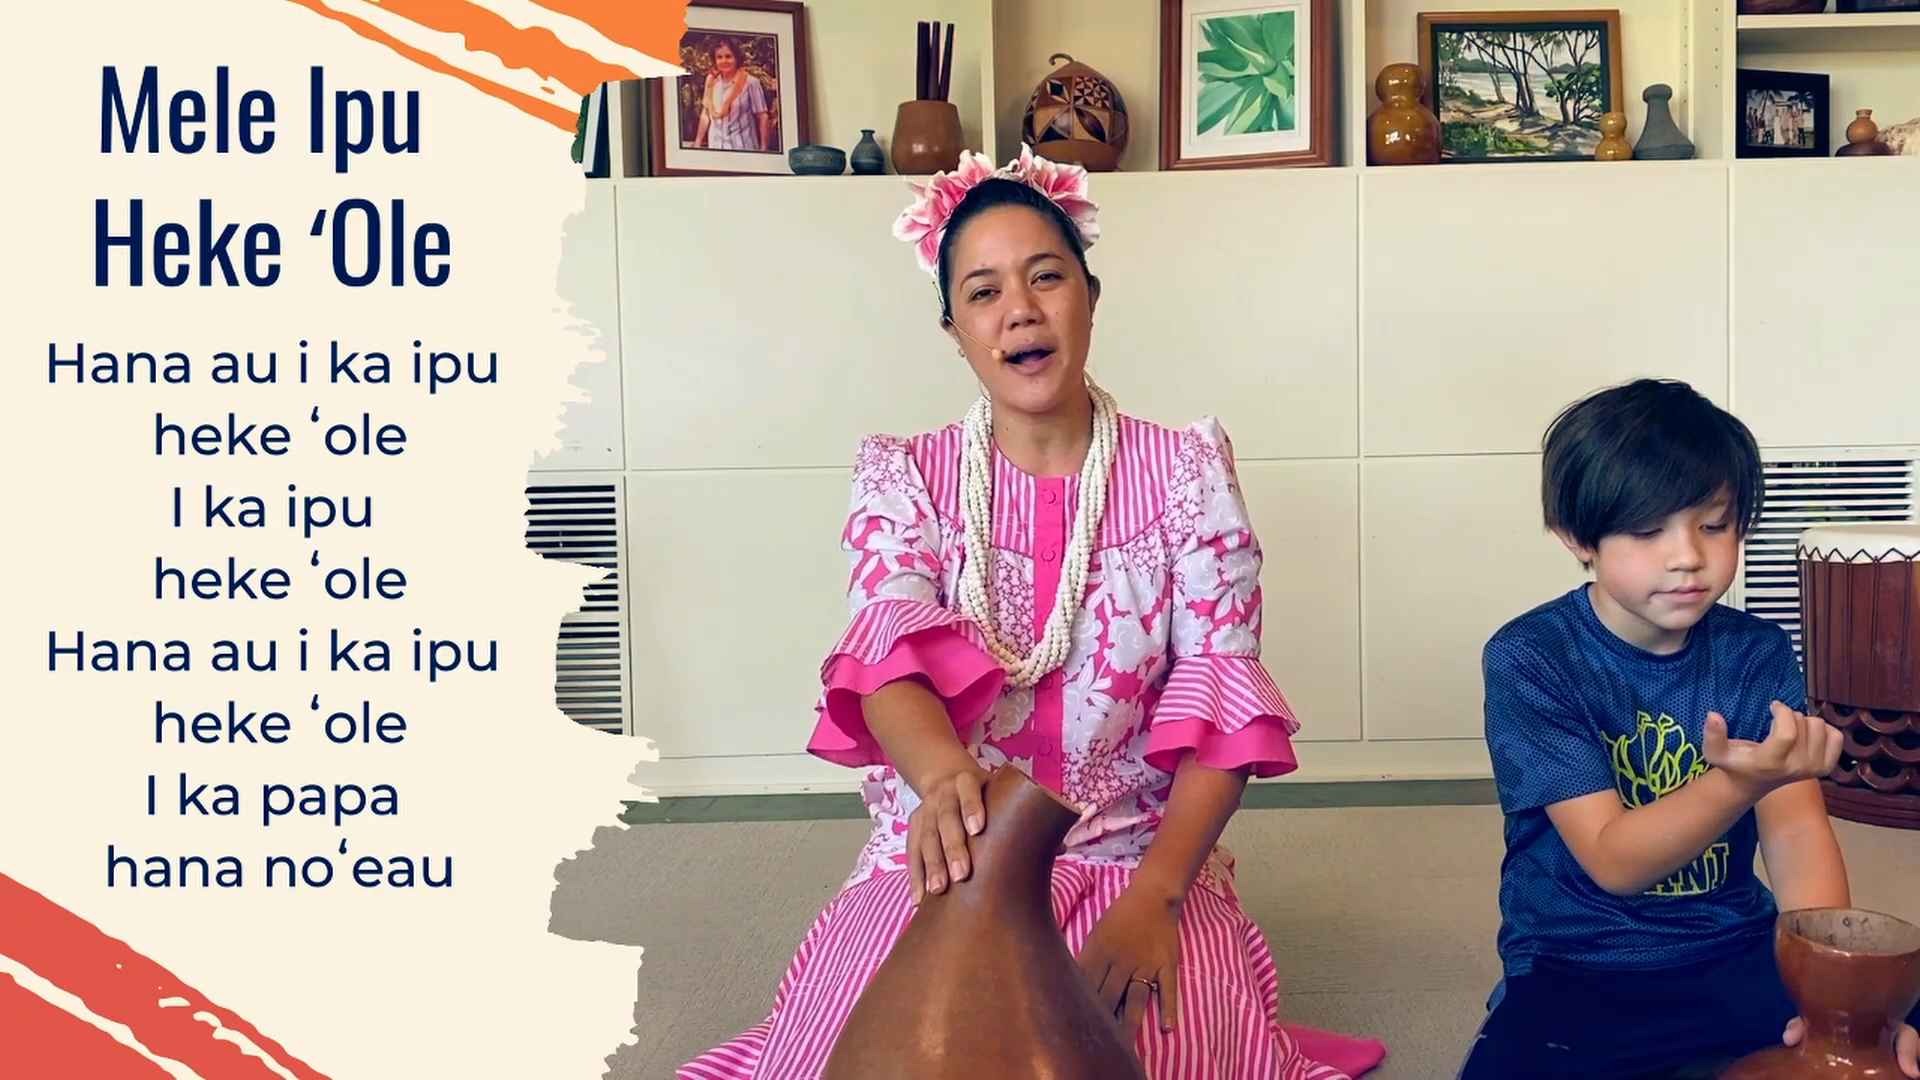 Mele Ipu
Heke ʻOle
Hana au i ka ipu
heke ʻole
I ka ipu
heke ʻole
Hana au i ka ipu
heke ʻole
I ka papa
hana noʻeau